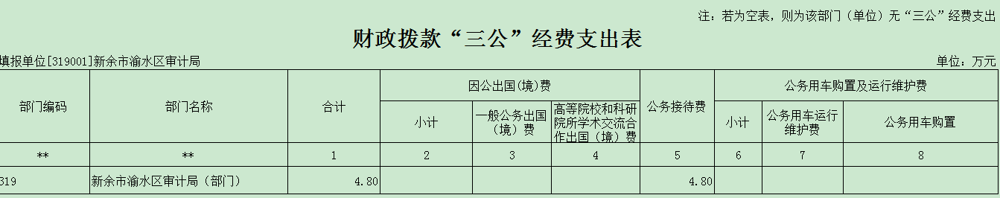 注：若为空表，则为该部门（单位）无“三公”经费支出
财政拨款“三公”经费支出表
填报单位[319001]新余市渝水区审计局 单位：万元
部门编码 部门名称 合计 因公出国(境)费 公务接待费 公务用车购置及运行维护费
小计 一般公务出国（境）费 高等院校和科研院所学术交流合作出国（境）费 小计 公务用车运行维护费 公务用车购置
** ** 1 2 3 4 5 6 7 8
319 新余市渝水区审计局（部门） 4.80 4.80